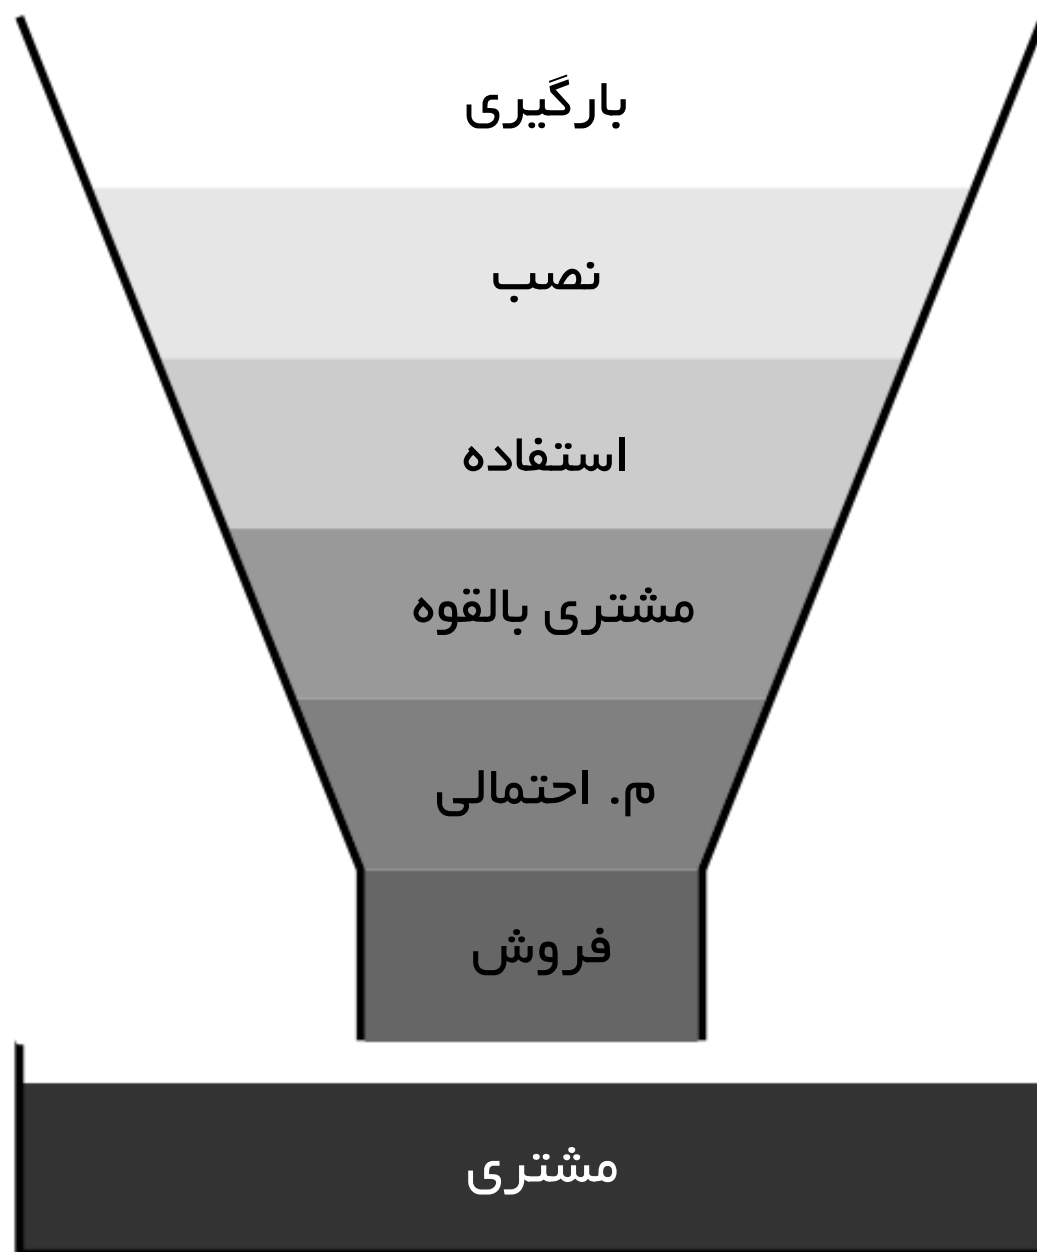 بارگیری
نصب
استفاده
مشتری بالقوه
م. احتمالی
فروش
مشتری